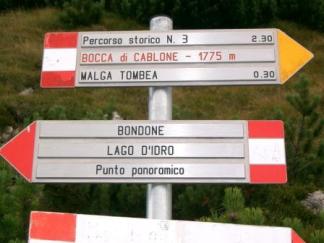 Percorso storico N. 3 2.30
BOCCA di CABLONE - 1775 m
MALGA TOMBEA 0.30
BONDONE
LAGO D'IDRO
Punto panoramico